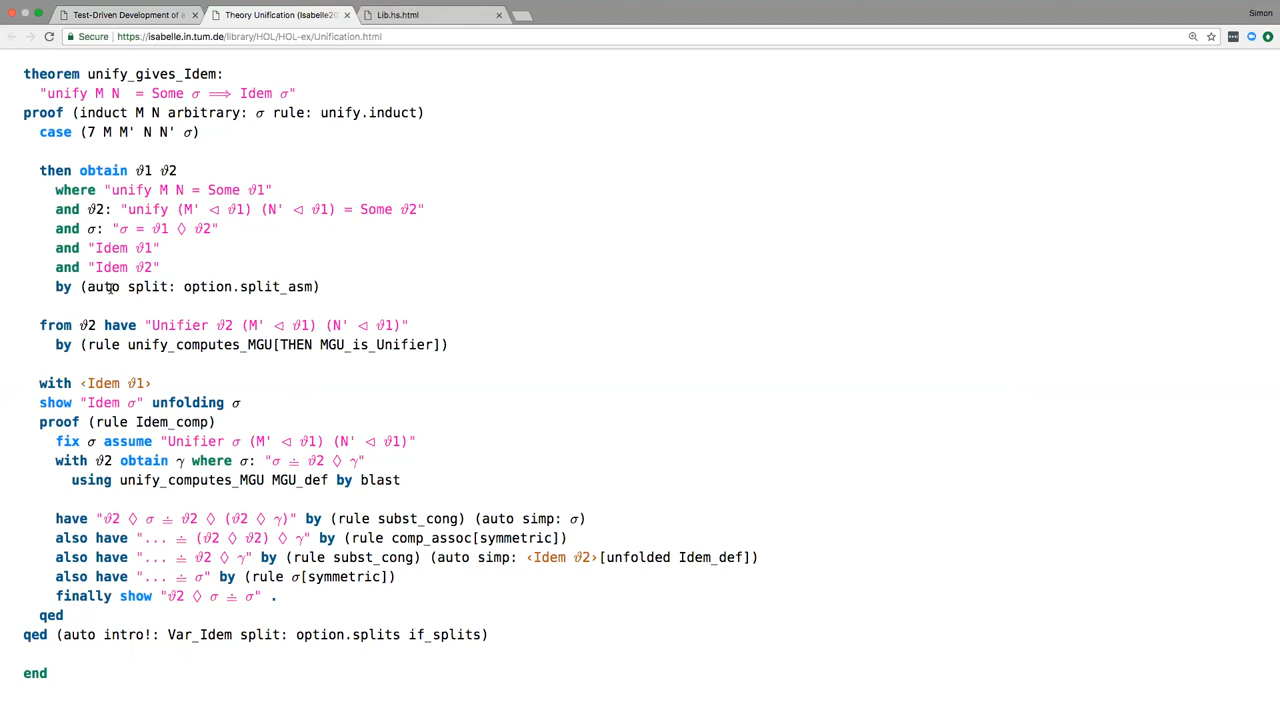 Test-Driven Development of a
Theory Unification (Isabelle20
Lib.hs.html
Simon
Secure
https://isabelle.in.tum.de/library/HOL/HOL-ex/Unification.html
theorem unify_gives_Idem:
"unify M N  = Some σ ⟹ Idem σ"
proof (induct M N arbitrary: σ rule: unify.induct)
case (7 M M' N N' σ)
then obtain ϑ1 ϑ2
where "unify M N = Some ϑ1"
and ϑ2: "unify (M' ⊲ ϑ1) (N' ⊲ ϑ1) = Some ϑ2"
and σ: "σ = ϑ1 ◊ ϑ2"
and "Idem ϑ1"
and "Idem ϑ2"
by (auto split: option.split_asm)
from ϑ2 have "Unifier ϑ2 (M' ⊲ ϑ1) (N' ⊲ ϑ1)"
by (rule unify_computes_MGU[THEN MGU_is_Unifier])
with ‹Idem ϑ1›
show "Idem σ" unfolding σ
proof (rule Idem_comp)
fix σ assume "Unifier σ (M' ⊲ ϑ1) (N' ⊲ ϑ1)"
with ϑ2 obtain γ where σ: "σ ≐ ϑ2 ◊ γ"
using unify_computes_MGU MGU_def by blast
have "ϑ2 ◊ σ ≐ ϑ2 ◊ (ϑ2 ◊ γ)" by (rule subst_cong) (auto simp: σ)
also have "... ≐ (ϑ2 ◊ ϑ2) ◊ γ" by (rule comp_assoc[symmetric])
also have "... ≐ ϑ2 ◊ γ" by (rule subst_cong) (auto simp: ‹Idem ϑ2›[unfolded Idem_def])
also have "... ≐ σ" by (rule σ[symmetric])
finally show "ϑ2 ◊ σ ≐ σ" .
qed
qed (auto intro!: Var_Idem split: option.splits if_splits)
end